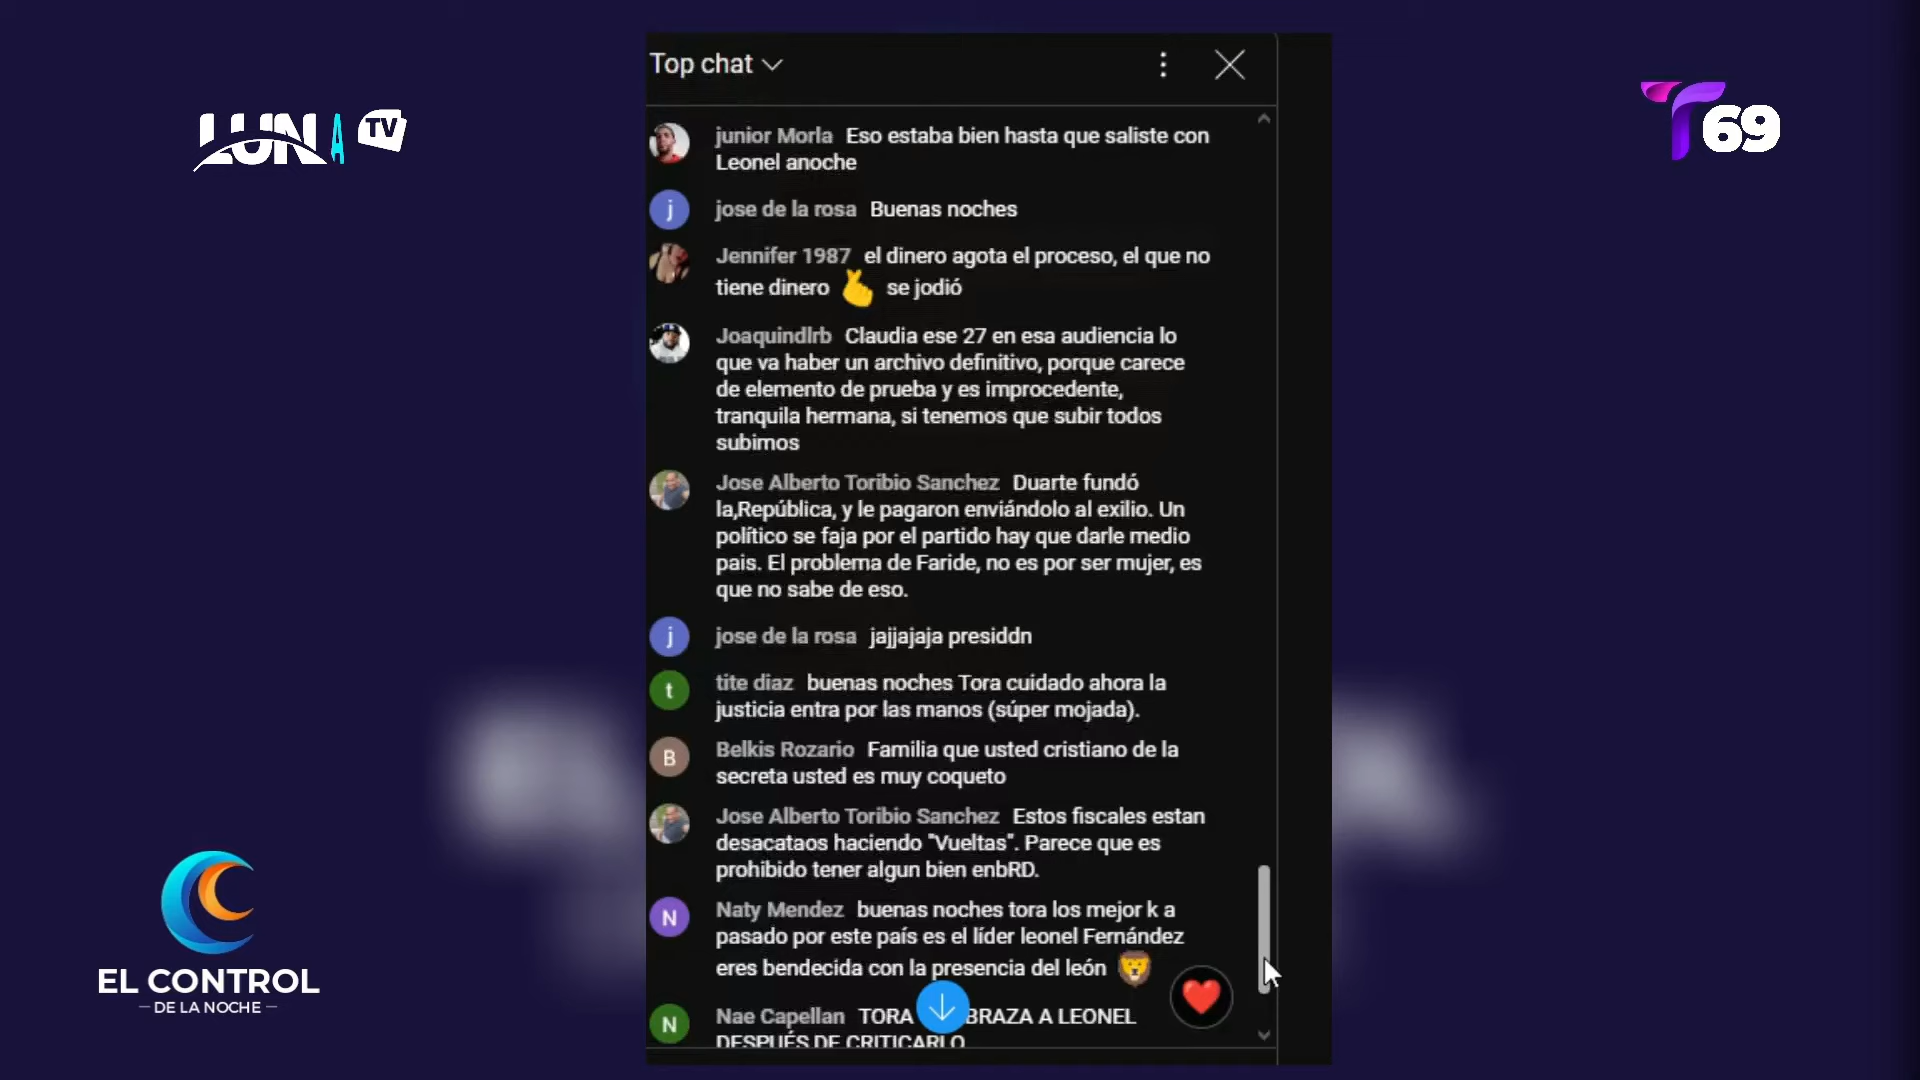 Top chat
LUNA TV
T69
junior Morla Eso estaba bien hasta que saliste con
Leonel anoche
j jose de la rosa Buenas noches
Jennifer 1987 el dinero agota el proceso, el que no
tiene dinero se jodió
Joaquindlrb Claudia ese 27 en esa audiencia lo
que va haber un archivo definitivo, porque carece
de elemento de prueba y es improcedente,
tranquila hermana, si tenemos que subir todos
subimos
Jose Alberto Toribio Sanchez Duarte fundó
la,República, y le pagaron enviándolo al exilio. Un
político se faja por el partido hay que darle medio
pais. El problema de Faride, no es por ser mujer, es
que no sabe de eso.
j jose de la rosa jajjajaja presiddn
t tite diaz buenas noches Tora cuidado ahora la
justicia entra por las manos (súper mojada).
B Belkis Rozario Familia que usted cristiano de la
secreta usted es muy coqueto
Jose Alberto Toribio Sanchez Estos fiscales estan
desacataos haciendo "Vueltas". Parece que es
prohibido tener algun bien enbRD.
N Naty Mendez buenas noches tora los mejor k a
pasado por este país es el líder leonel Fernández
eres bendecida con la presencia del león
N Nae Capellan TORA BRAZA A LEONEL
DESPUÉS DE CRITICARLO
EL CONTROL
DE LA NOCHE